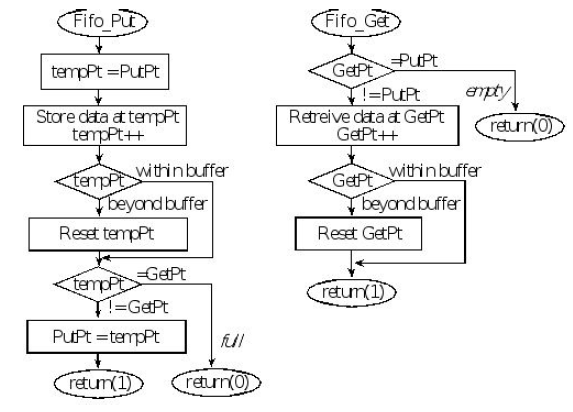 Fifo_Put
tempPt = PutPt
Store data at tempPt
tempPt++
tempPt
within buffer
beyond buffer
Reset tempPt
tempPt
=GetPt
!=GetPt
PutPt = tempPt
full
return(1)
return(0)
Fifo_Get
GetPt
=PutPt
!=PutPt
empty
return(0)
Retreive data at GetPt
GetPt++
GetPt
within buffer
beyond buffer
Reset GetPt
return(1)